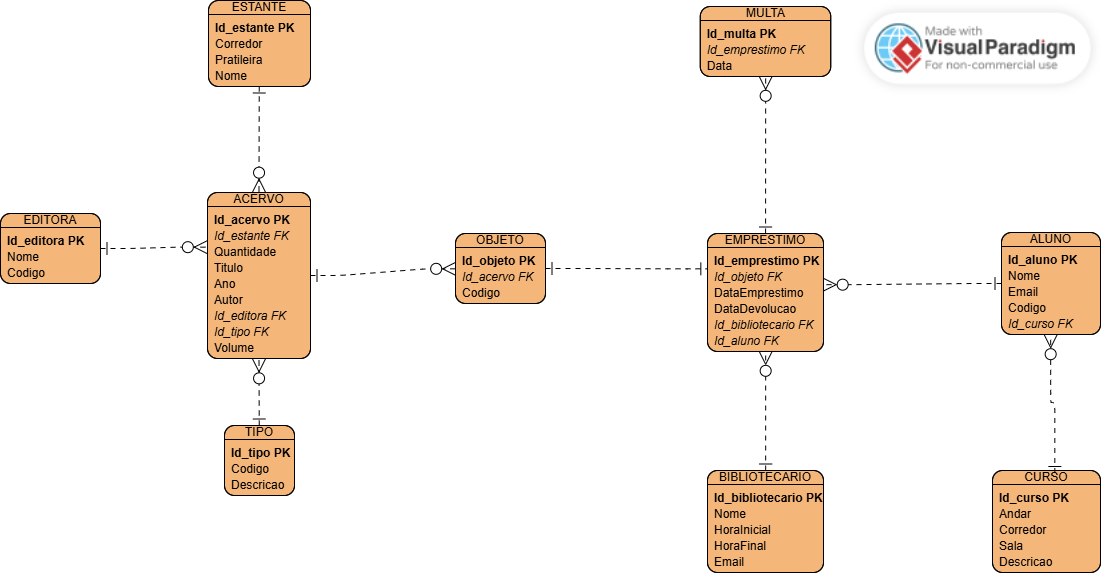 ESTANTE
Id_estante PK
Corredor
Pratileira
Nome
MULTA
Id_multa PK
Id_emprestimo FK
Data
Made with
Visual Paradigm
For non-commercial use
EDITORA
Id_editora PK
Nome
Codigo
ACERVO
Id_acervo PK
Id_estante FK
Quantidade
Titulo
Ano
Autor
Id_editora FK
Id_tipo FK
Volume
OBJETO
Id_objeto PK
Id_acervo FK
Codigo
EMPRESTIMO
Id_emprestimo PK
Id_objeto FK
DataEmprestimo
DataDevolucao
Id_bibliotecario FK
Id_aluno FK
ALUNO
Id_aluno PK
Nome
Email
Codigo
Id_curso FK
TIPO
Id_tipo PK
Codigo
Descricao
BIBLIOTECARIO
Id_bibliotecario PK
Nome
HoraInicial
HoraFinal
Email
CURSO
Id_curso PK
Andar
Corredor
Sala
Descricao